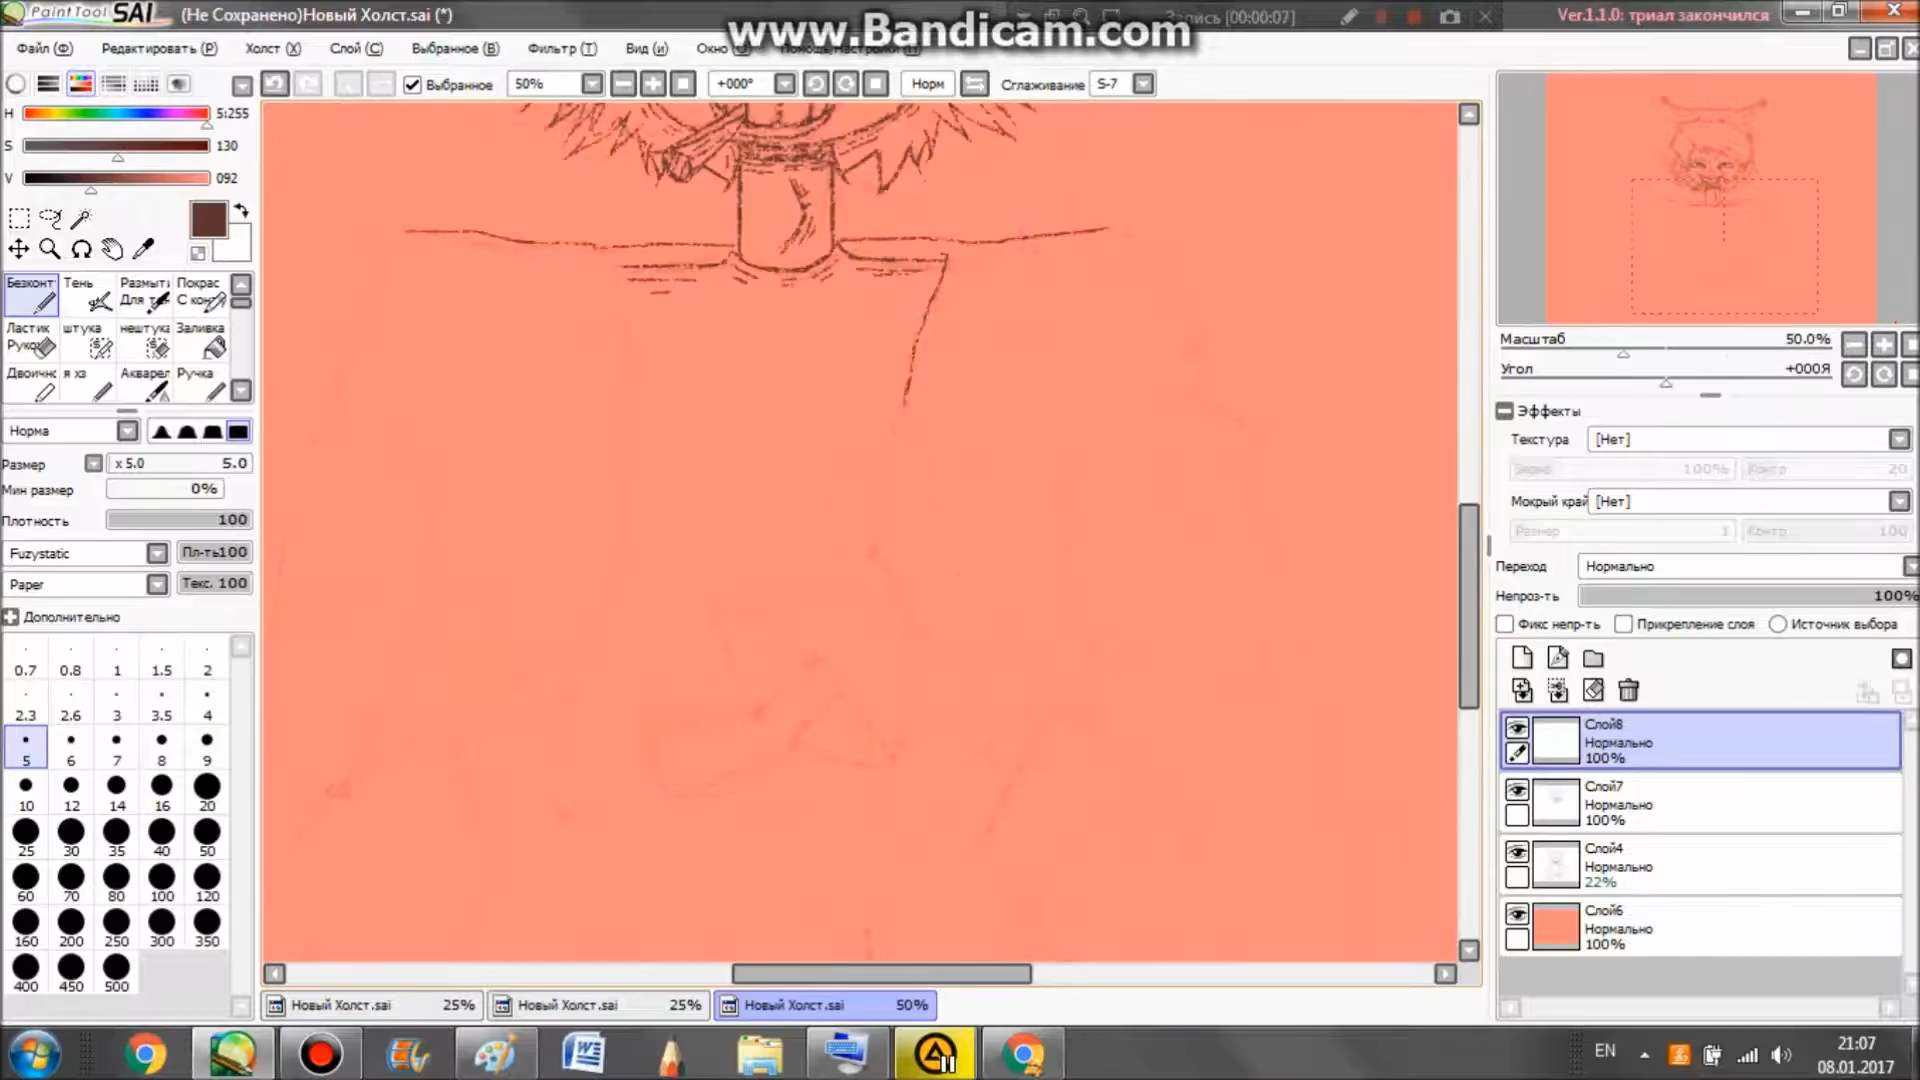 PaintTool SAI (Не Сохранено)Новый Холст.sai (*)
Запись [00:00:07]
www.Bandicam.com
Ver.1.1.0: триал закончился
Файл (Ф) Редактировать (Р) Холст (Х) Слой (С) Выбранное (В) Фильтр (Т) Вид (и) Окно
Выбранное 50% +000° Норм Сглаживание S-7
H 5:255
S 130
V 092
Безконт Тень Размыт Покрас
Для т С кон
Ластик штука нештука Заливка
Руко
Двоичн я хз Акварел Ручка
Норма
Размер x 5.0 5.0
Мин размер 0%
Плотность 100
Fuzystatic Пл-ть100
Paper Текс. 100
Дополнительно
0.7 0.8 1 1.5 2
2.3 2.6 3 3.5 4
5 6 7 8 9
10 12 14 16 20
25 30 35 40 50
60 70 80 100 120
160 200 250 300 350
400 450 500
Масштаб 50.0%
Угол +000Я
Эффекты
Текстура [Нет]
Зерно 100% Контр 20
Мокрый край [Нет]
Размер 1 Контр 100
Переход Нормально
Непроз-ть 100%
Фикс непр-ть Прикрепление слоя Источник выбора
Слой8
Нормально
100%
Слой7
Нормально
100%
Слой4
Нормально
22%
Слой6
Нормально
100%
Новый Холст.sai 25% Новый Холст.sai 25% Новый Холст.sai 50%
EN
21:07
08.01.2017